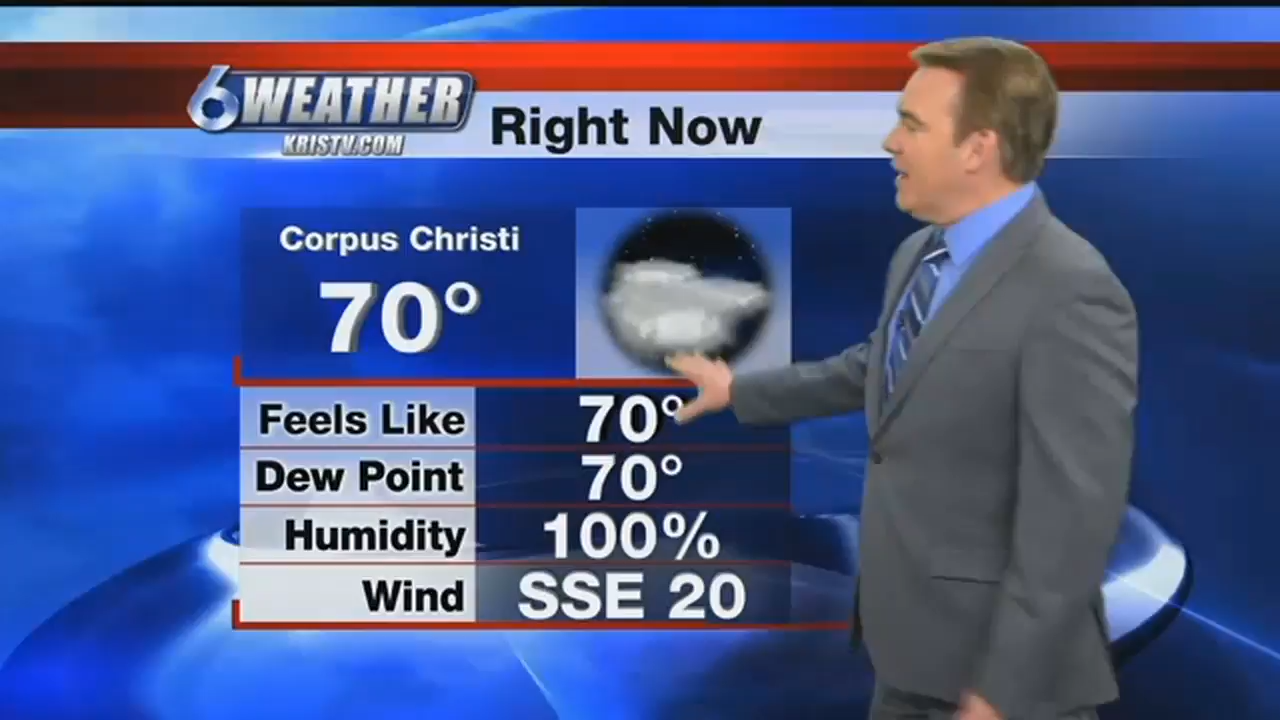 6WEATHER
KRISTV.COM
Right Now
Corpus Christi
70°
Feels Like 70°
Dew Point 70°
Humidity 100%
Wind SSE 20